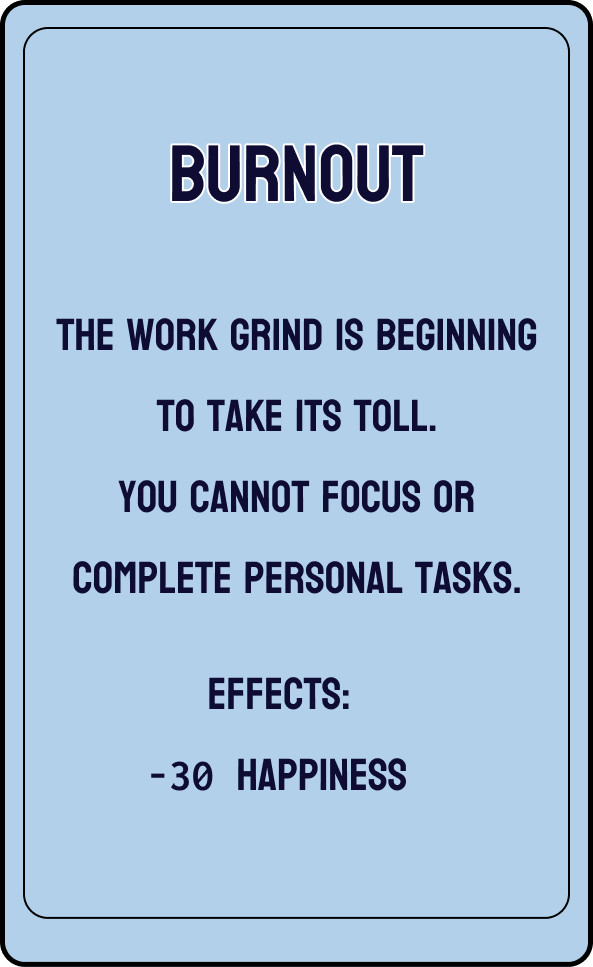 BURNOUT
THE WORK GRIND IS BEGINNING
TO TAKE ITS TOLL.
YOU CANNOT FOCUS OR
COMPLETE PERSONAL TASKS.
EFFECTS:
-30 HAPPINESS